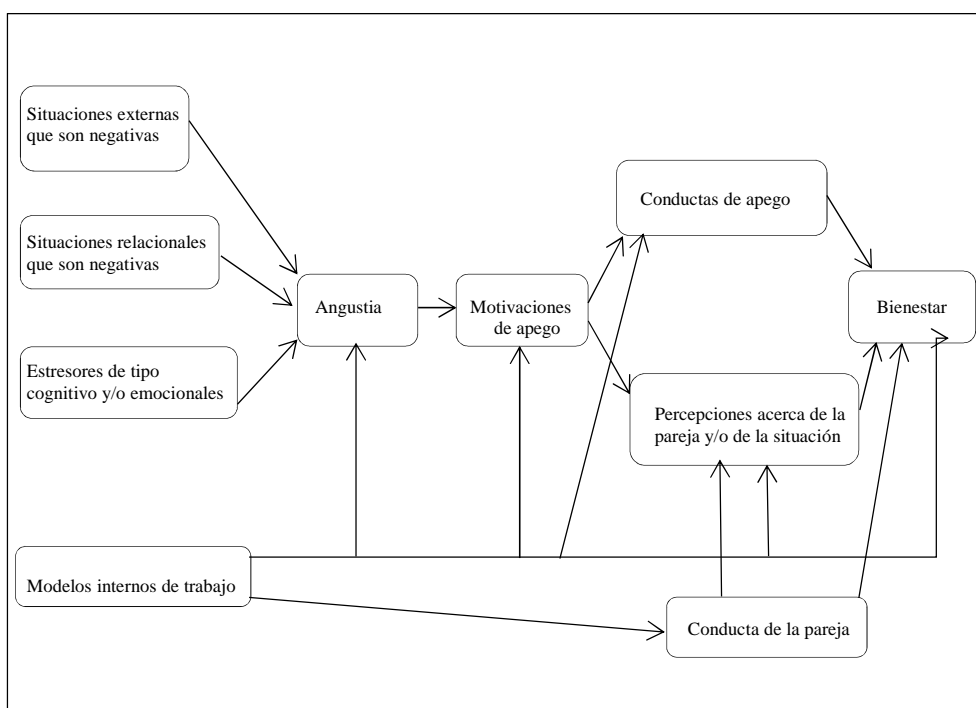 Situaciones externas
que son negativas
Situaciones relacionales
que son negativas
Estresores de tipo
cognitivo y/o emocionales
Angustia
Motivaciones
de apego
Conductas de apego
Percepciones acerca de la
pareja y/o de la situación
Bienestar
Modelos internos de trabajo
Conducta de la pareja